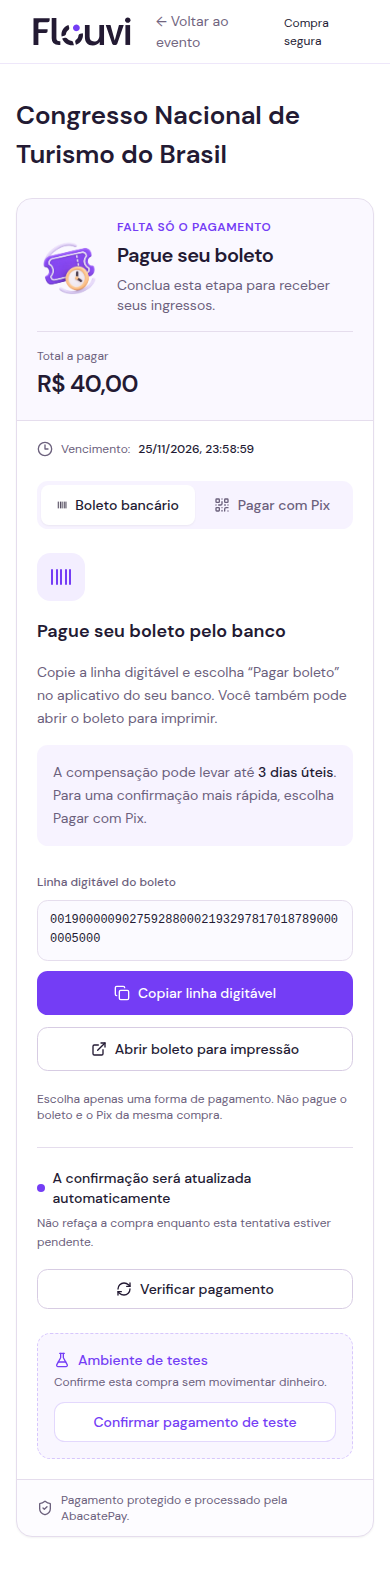 Flouvi
← Voltar ao
evento
Compra
segura
Congresso Nacional de
Turismo do Brasil
FALTA SÓ O PAGAMENTO
Pague seu boleto
Conclua esta etapa para receber
seus ingressos.
Total a pagar
R$ 40,00
Vencimento: 25/11/2026, 23:58:59
Boleto bancário
Pagar com Pix
Pague seu boleto pelo banco
Copie a linha digitável e escolha “Pagar boleto”
no aplicativo do seu banco. Você também pode
abrir o boleto para imprimir.
A compensação pode levar até 3 dias úteis.
Para uma confirmação mais rápida, escolha
Pagar com Pix.
Linha digitável do boleto
0019000009027592880002193297817018789000
0005000
Copiar linha digitável
Abrir boleto para impressão
Escolha apenas uma forma de pagamento. Não pague o
boleto e o Pix da mesma compra.
A confirmação será atualizada
automaticamente
Não refaça a compra enquanto esta tentativa estiver
pendente.
Verificar pagamento
Ambiente de testes
Confirme esta compra sem movimentar dinheiro.
Confirmar pagamento de teste
Pagamento protegido e processado pela
AbacatePay.